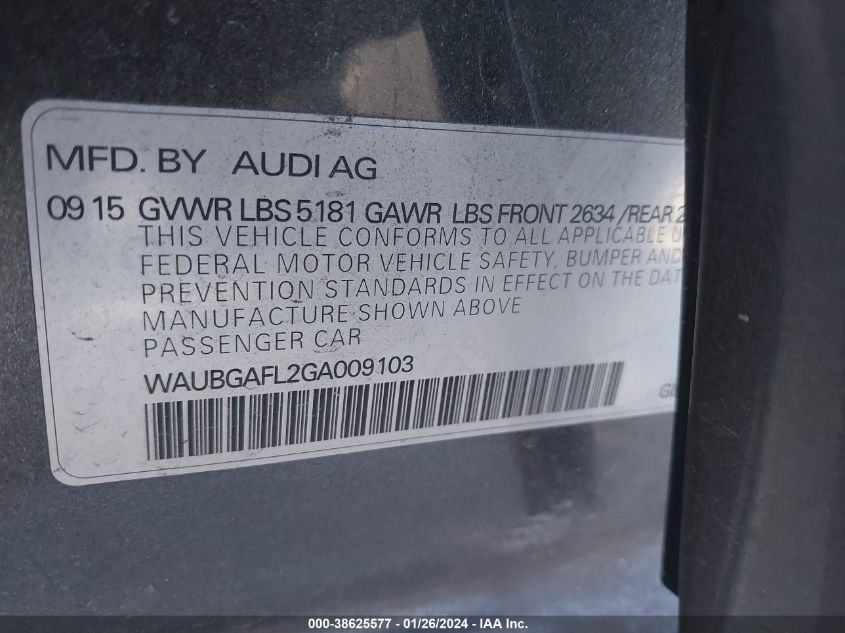 MFD. BY AUDI AG
09 15 GVWR LBS 5181 GAWR LBS FRONT 2634 /REAR 2
THIS VEHICLE CONFORMS TO ALL APPLICABLE U
FEDERAL MOTOR VEHICLE SAFETY, BUMPER AND
PREVENTION STANDARDS IN EFFECT ON THE DAT
MANUFACTURE SHOWN ABOVE
PASSENGER CAR
WAUBGAFL2GA009103
000-38625577 - 01/26/2024 - IAA Inc.